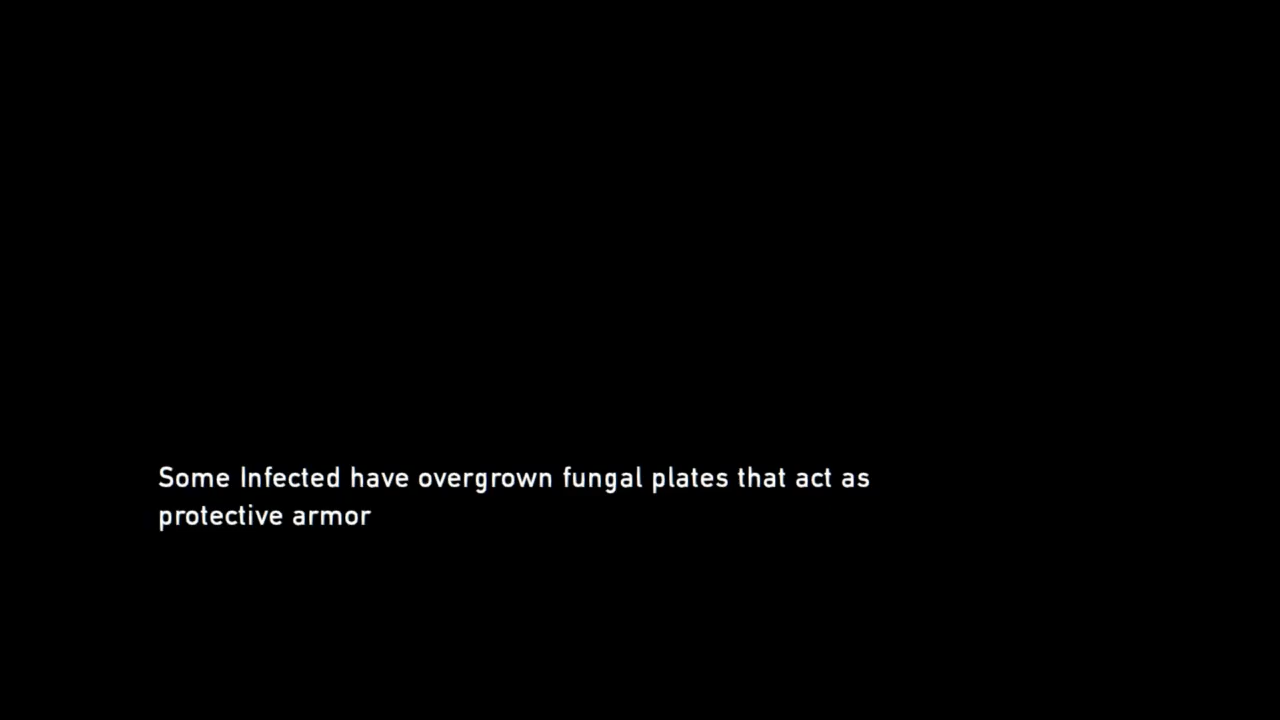 Some Infected have overgrown fungal plates that act as
protective armor